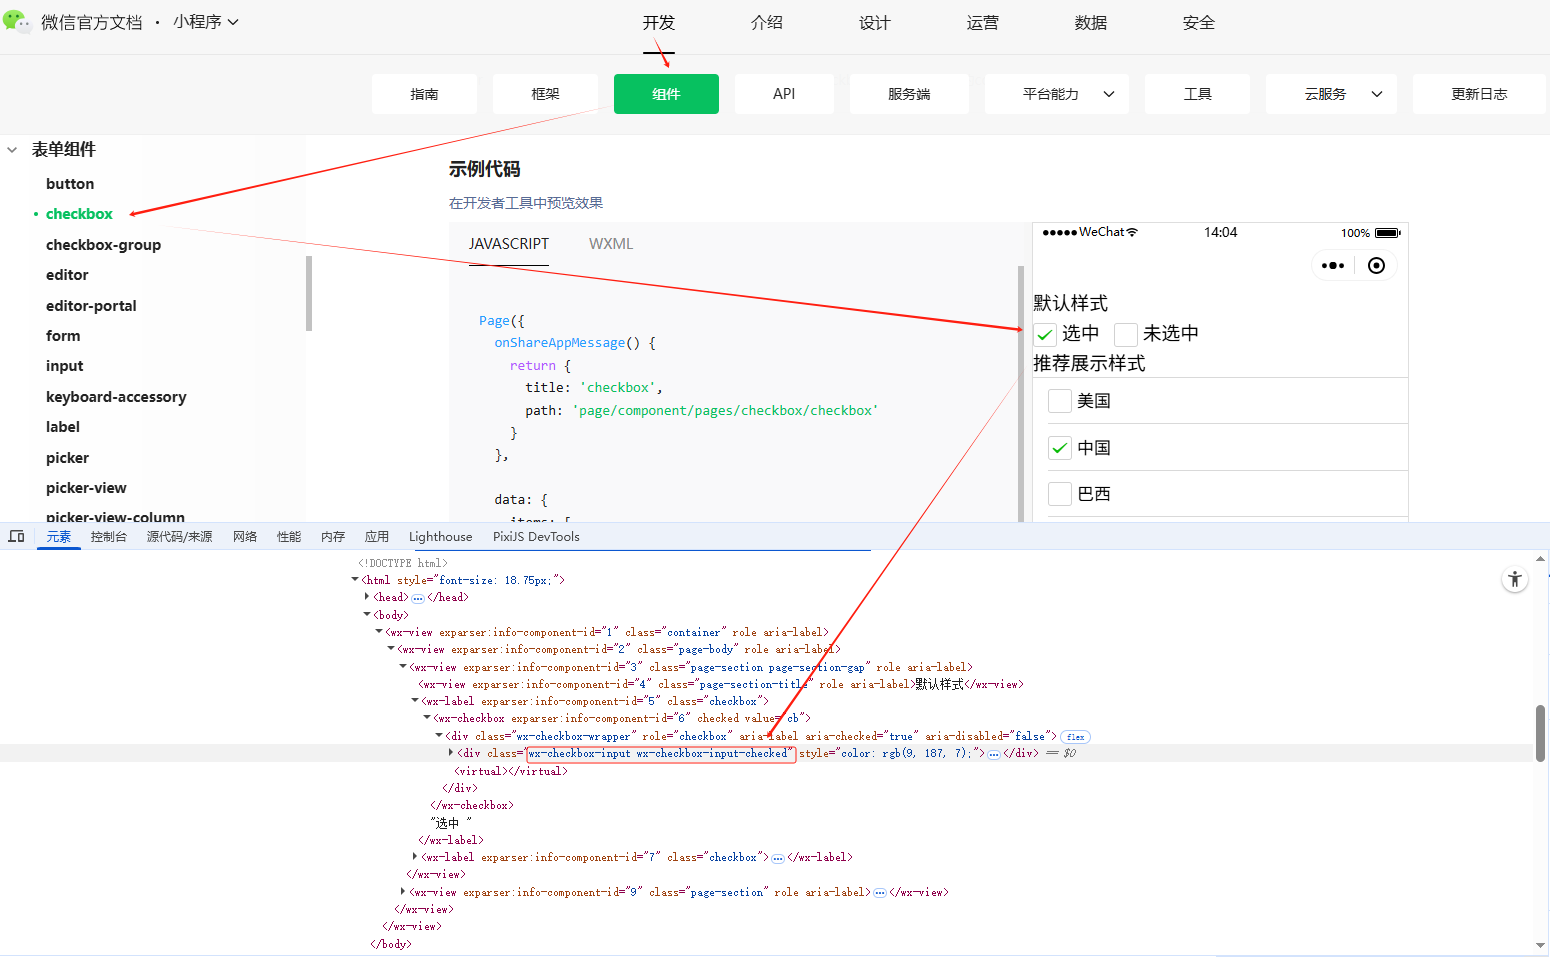 微信官方文档 · 小程序
开发 介绍 设计 运营 数据 安全
指南 框架 组件 API 服务端 平台能力 工具 云服务 更新日志
表单组件
button
checkbox
checkbox-group
editor
editor-portal
form
input
keyboard-accessory
label
picker
picker-view
picker-view-column
示例代码
在开发者工具中预览效果
JAVASCRIPT WXML
Page({
onShareAppMessage() {
return {
title: 'checkbox',
path: 'page/component/pages/checkbox/checkbox'
}
},
data: {
items: [
WeChat 14:04 100%
默认样式
选中 未选中
推荐展示样式
美国
中国
巴西
元素 控制台 源代码/来源 网络 性能 内存 应用 Lighthouse PixiJS DevTools
<!DOCTYPE html>
<html style="font-size: 18.75px;">
<head> … </head>
<body>
<wx-view exparser:info-component-id="1" class="container" role aria-label>
<wx-view exparser:info-component-id="2" class="page-body" role aria-label>
<wx-view exparser:info-component-id="3" class="page-section page-section-gap" role aria-label>
<wx-view exparser:info-component-id="4" class="page-section-title" role aria-label>默认样式</wx-view>
<wx-label exparser:info-component-id="5" class="checkbox">
<wx-checkbox exparser:info-component-id="6" checked value="cb">
<div class="wx-checkbox-wrapper" role="checkbox" aria-label aria-checked="true" aria-disabled="false"> flex
<div class="wx-checkbox-input wx-checkbox-input-checked" style="color: rgb(9, 187, 7);"> … </div> == $0
<virtual></virtual>
</div>
</wx-checkbox>
"选中 "
</wx-label>
<wx-label exparser:info-component-id="7" class="checkbox"> … </wx-label>
</wx-view>
<wx-view exparser:info-component-id="9" class="page-section" role aria-label> … </wx-view>
</wx-view>
</wx-view>
</body>